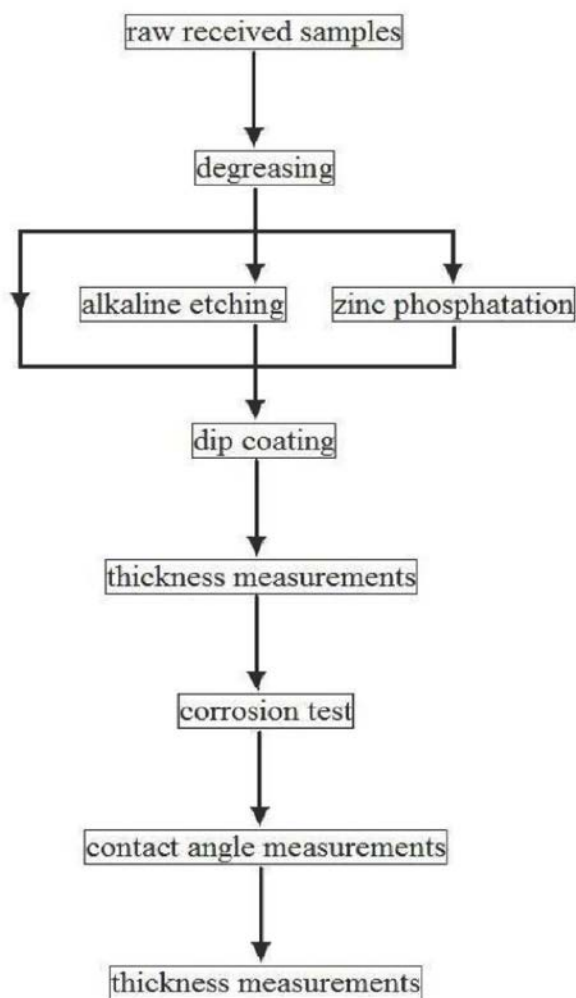 raw received samples
degreasing
alkaline etching
zinc phosphatation
dip coating
thickness measurements
corrosion test
contact angle measurements
thickness measurements